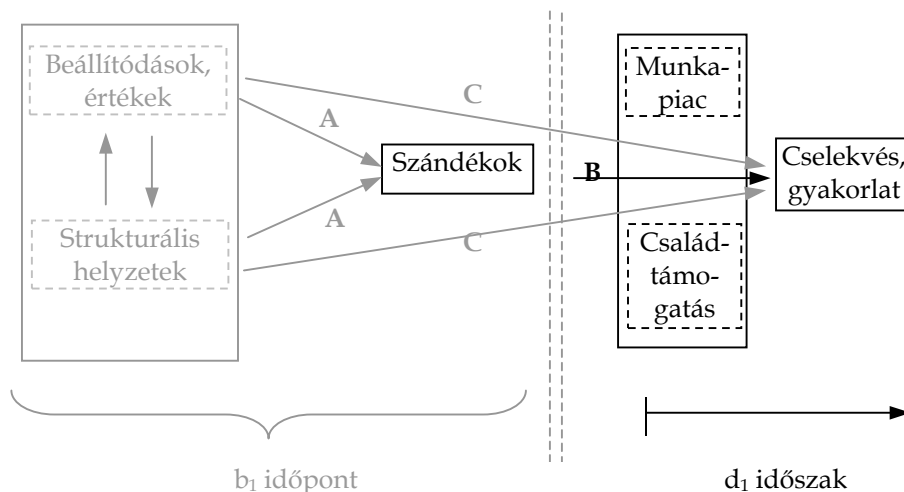 Beállítódások,
értékek
Strukturális
helyzetek
A
A
C
C
Szándékok
B
Munka-
piac
Család-
támo-
gatás
Cselekvés,
gyakorlat
b₁ időpont
d₁ időszak